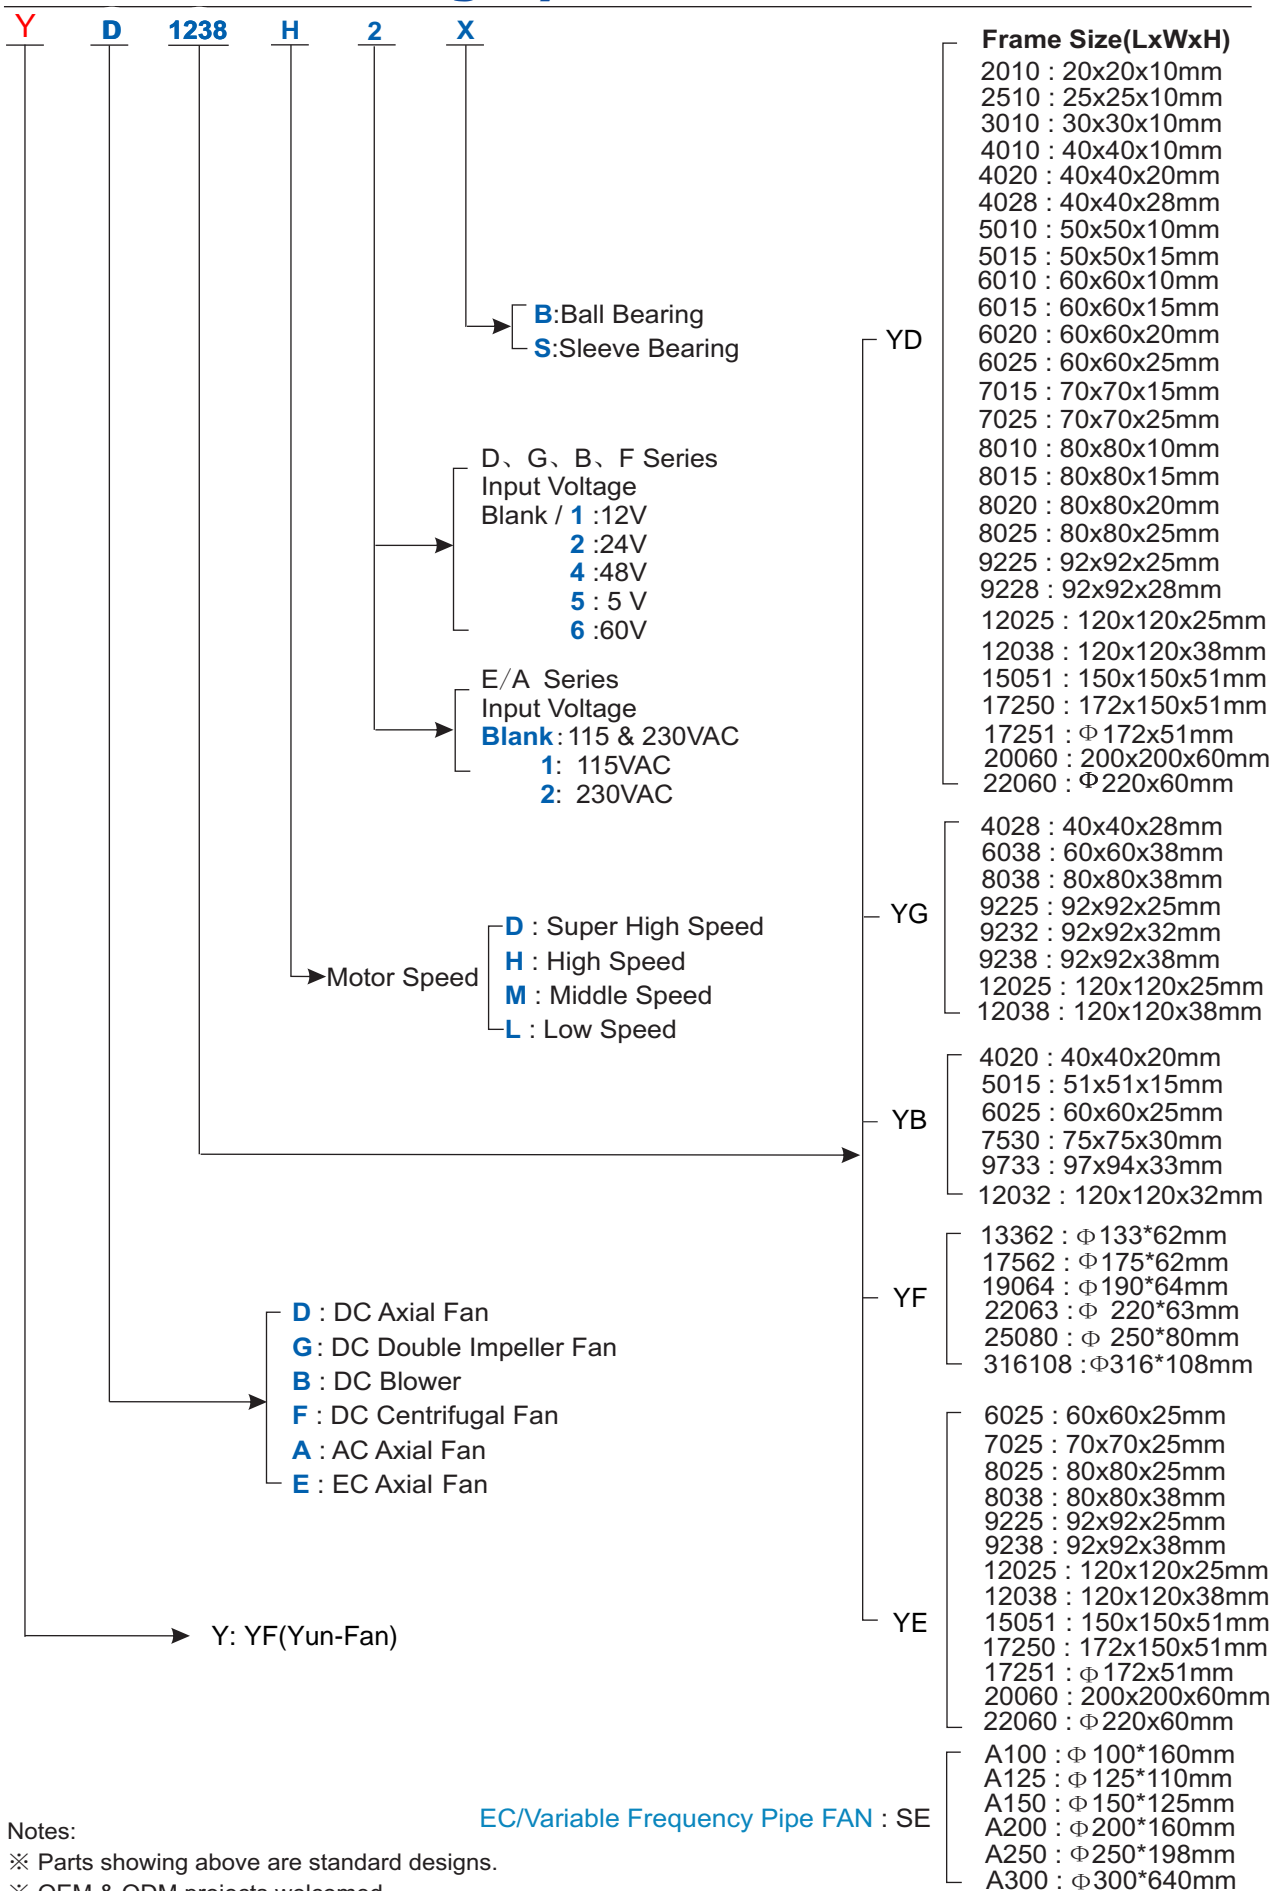 Y D 1238 H 2 X
Frame Size(LxWxH)
2010 : 20x20x10mm
2510 : 25x25x10mm
3010 : 30x30x10mm
4010 : 40x40x10mm
4020 : 40x40x20mm
4028 : 40x40x28mm
5010 : 50x50x10mm
5015 : 50x50x15mm
6010 : 60x60x10mm
6015 : 60x60x15mm
6020 : 60x60x20mm
6025 : 60x60x25mm
7015 : 70x70x15mm
7025 : 70x70x25mm
8010 : 80x80x10mm
8015 : 80x80x15mm
8020 : 80x80x20mm
8025 : 80x80x25mm
9225 : 92x92x25mm
9228 : 92x92x28mm
12025 : 120x120x25mm
12038 : 120x120x38mm
15051 : 150x150x51mm
17250 : 172x150x51mm
17251 : Φ172x51mm
20060 : 200x200x60mm
22060 : Φ220x60mm
YD
B:Ball Bearing
S:Sleeve Bearing
D、G、B、F Series
Input Voltage
Blank / 1 :12V
2 :24V
4 :48V
5 : 5 V
6 :60V
E/A Series
Input Voltage
Blank : 115 & 230VAC
1: 115VAC
2: 230VAC
Motor Speed
D : Super High Speed
H : High Speed
M : Middle Speed
L : Low Speed
YG
4028 : 40x40x28mm
6038 : 60x60x38mm
8038 : 80x80x38mm
9225 : 92x92x25mm
9232 : 92x92x32mm
9238 : 92x92x38mm
12025 : 120x120x25mm
12038 : 120x120x38mm
YB
4020 : 40x40x20mm
5015 : 51x51x15mm
6025 : 60x60x25mm
7530 : 75x75x30mm
9733 : 97x94x33mm
12032 : 120x120x32mm
YF
13362 : Φ133*62mm
17562 : Φ175*62mm
19064 : Φ190*64mm
22063 : Φ 220*63mm
25080 : Φ 250*80mm
316108 :Φ316*108mm
D : DC Axial Fan
G : DC Double Impeller Fan
B : DC Blower
F : DC Centrifugal Fan
A : AC Axial Fan
E : EC Axial Fan
YE
6025 : 60x60x25mm
7025 : 70x70x25mm
8025 : 80x80x25mm
8038 : 80x80x38mm
9225 : 92x92x25mm
9238 : 92x92x38mm
12025 : 120x120x25mm
12038 : 120x120x38mm
15051 : 150x150x51mm
17250 : 172x150x51mm
17251 : Φ172x51mm
20060 : 200x200x60mm
22060 : Φ220x60mm
Y: YF(Yun-Fan)
EC/Variable Frequency Pipe FAN : SE
A100 : Φ100*160mm
A125 : Φ125*110mm
A150 : Φ150*125mm
A200 : Φ200*160mm
A250 : Φ250*198mm
A300 : Φ300*640mm
Notes:
※ Parts showing above are standard designs.
※ OEM & ODM projects welcomed